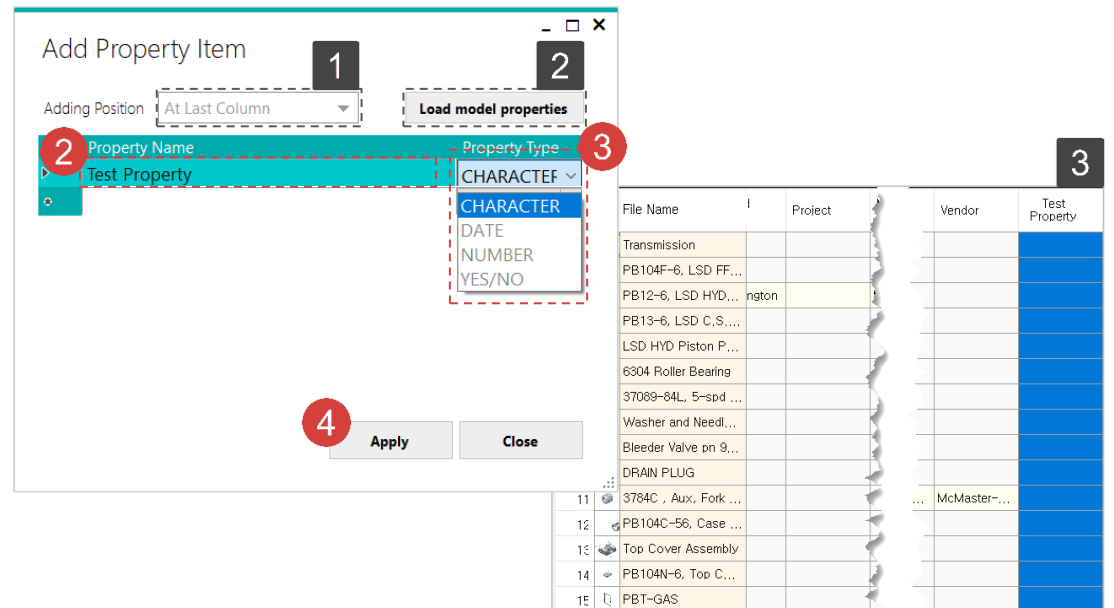 Add Property Item
1
2
Adding Position At Last Column Load model properties
2 Property Name Property Type 3
Test Property CHARACTER
CHARACTER
DATE
NUMBER
YES/NO
4 Apply Close
3
File Name Project Vendor Test
Property
Transmission
PB104F-6, LSD FF...
PB12-6, LSD HYD... ngton
PB13-6, LSD C.S....
LSD HYD Piston P...
6304 Roller Bearing
37089-84L, 5-spd ...
Washer and Needl...
Bleeder Valve pn 9...
DRAIN PLUG
11 3784C , Aux, Fork ... ... McMaster-...
12 PB104C-56, Case ...
13 Top Cover Assembly
14 PB104N-6, Top C...
15 PBT-GAS